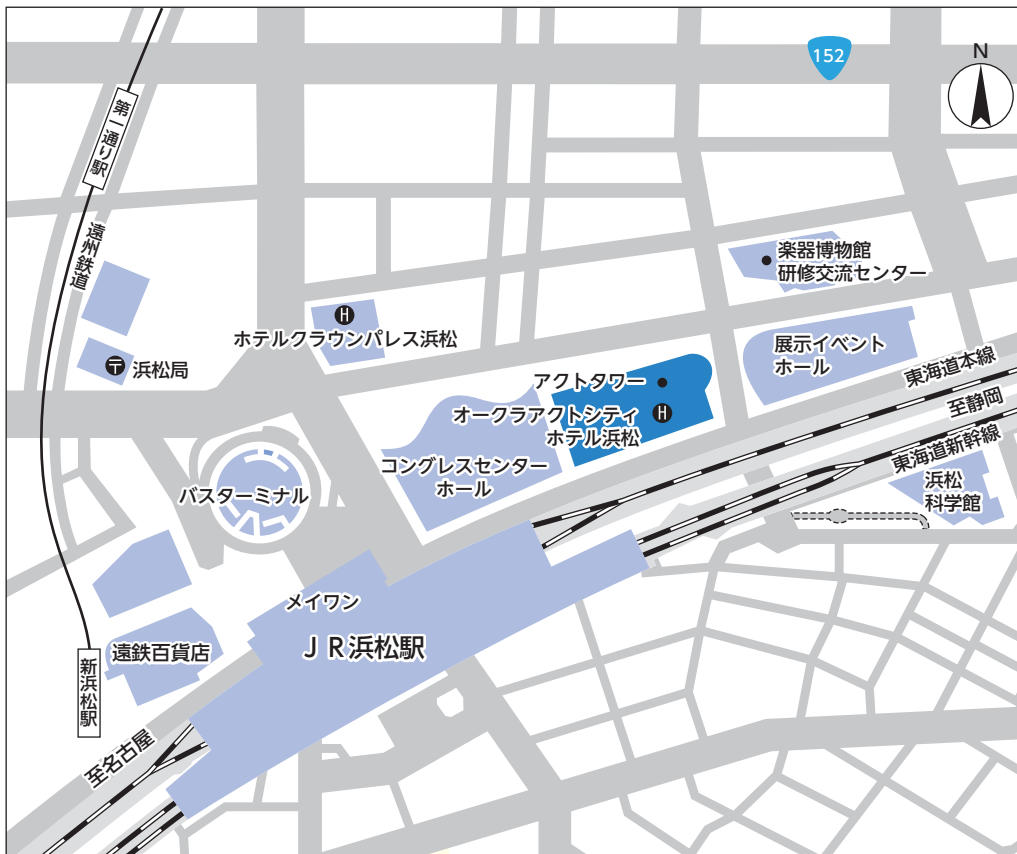 152
N
第一通り駅
遠州鉄道
楽器博物館
研修交流センター
ホテルクラウンパレス浜松
H
〒
浜松局
展示イベント
ホール
東海道本線
アクトタワー
至静岡
オークラアクトシティ
ホテル浜松
H
東海道新幹線
コングレスセンター
ホール
浜松
科学館
バスターミナル
メイワン
JR浜松駅
遠鉄百貨店
新浜松駅
至名古屋